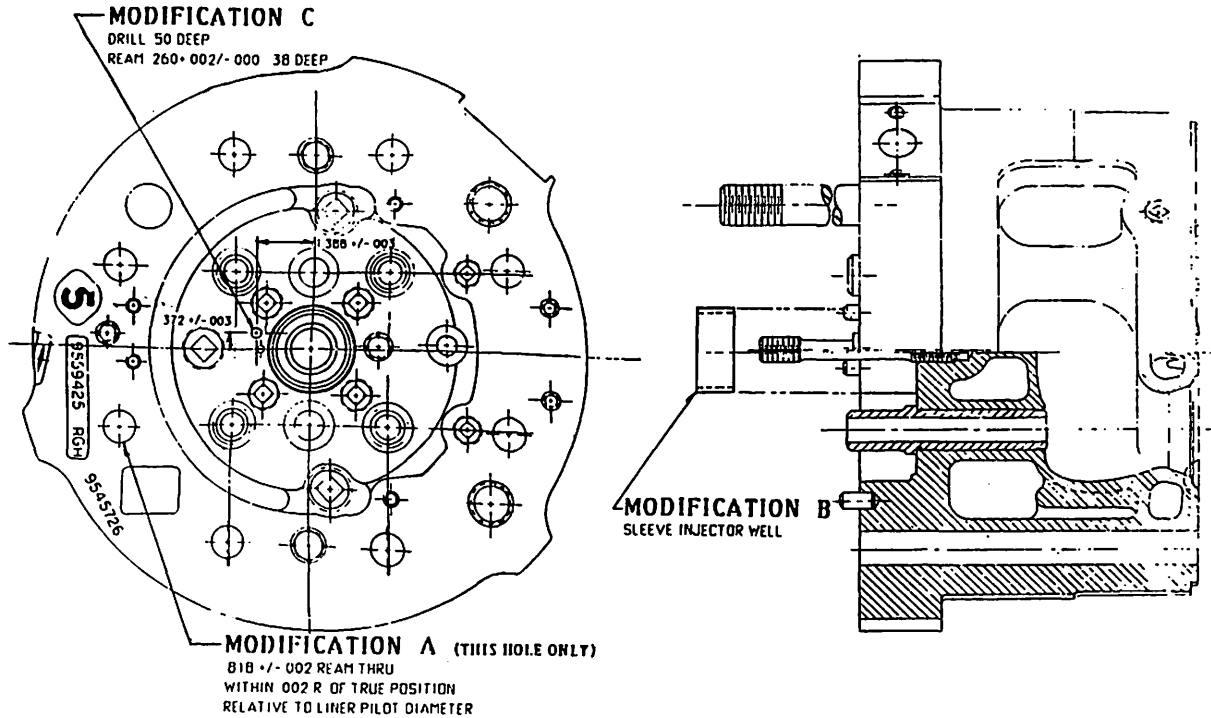 MODIFICATION C
DRILL 50 DEEP
REAM 260+002/-000 38 DEEP
1 388 +/- 003
372 +/- 003
5
9559425 RGH
9545726
MODIFICATION B
SLEEVE INJECTOR WELL
MODIFICATION A (THIS HOLE ONLY)
818 +/- 002 REAM THRU
WITHIN 002 R OF TRUE POSITION
RELATIVE TO LINER PILOT DIAMETER